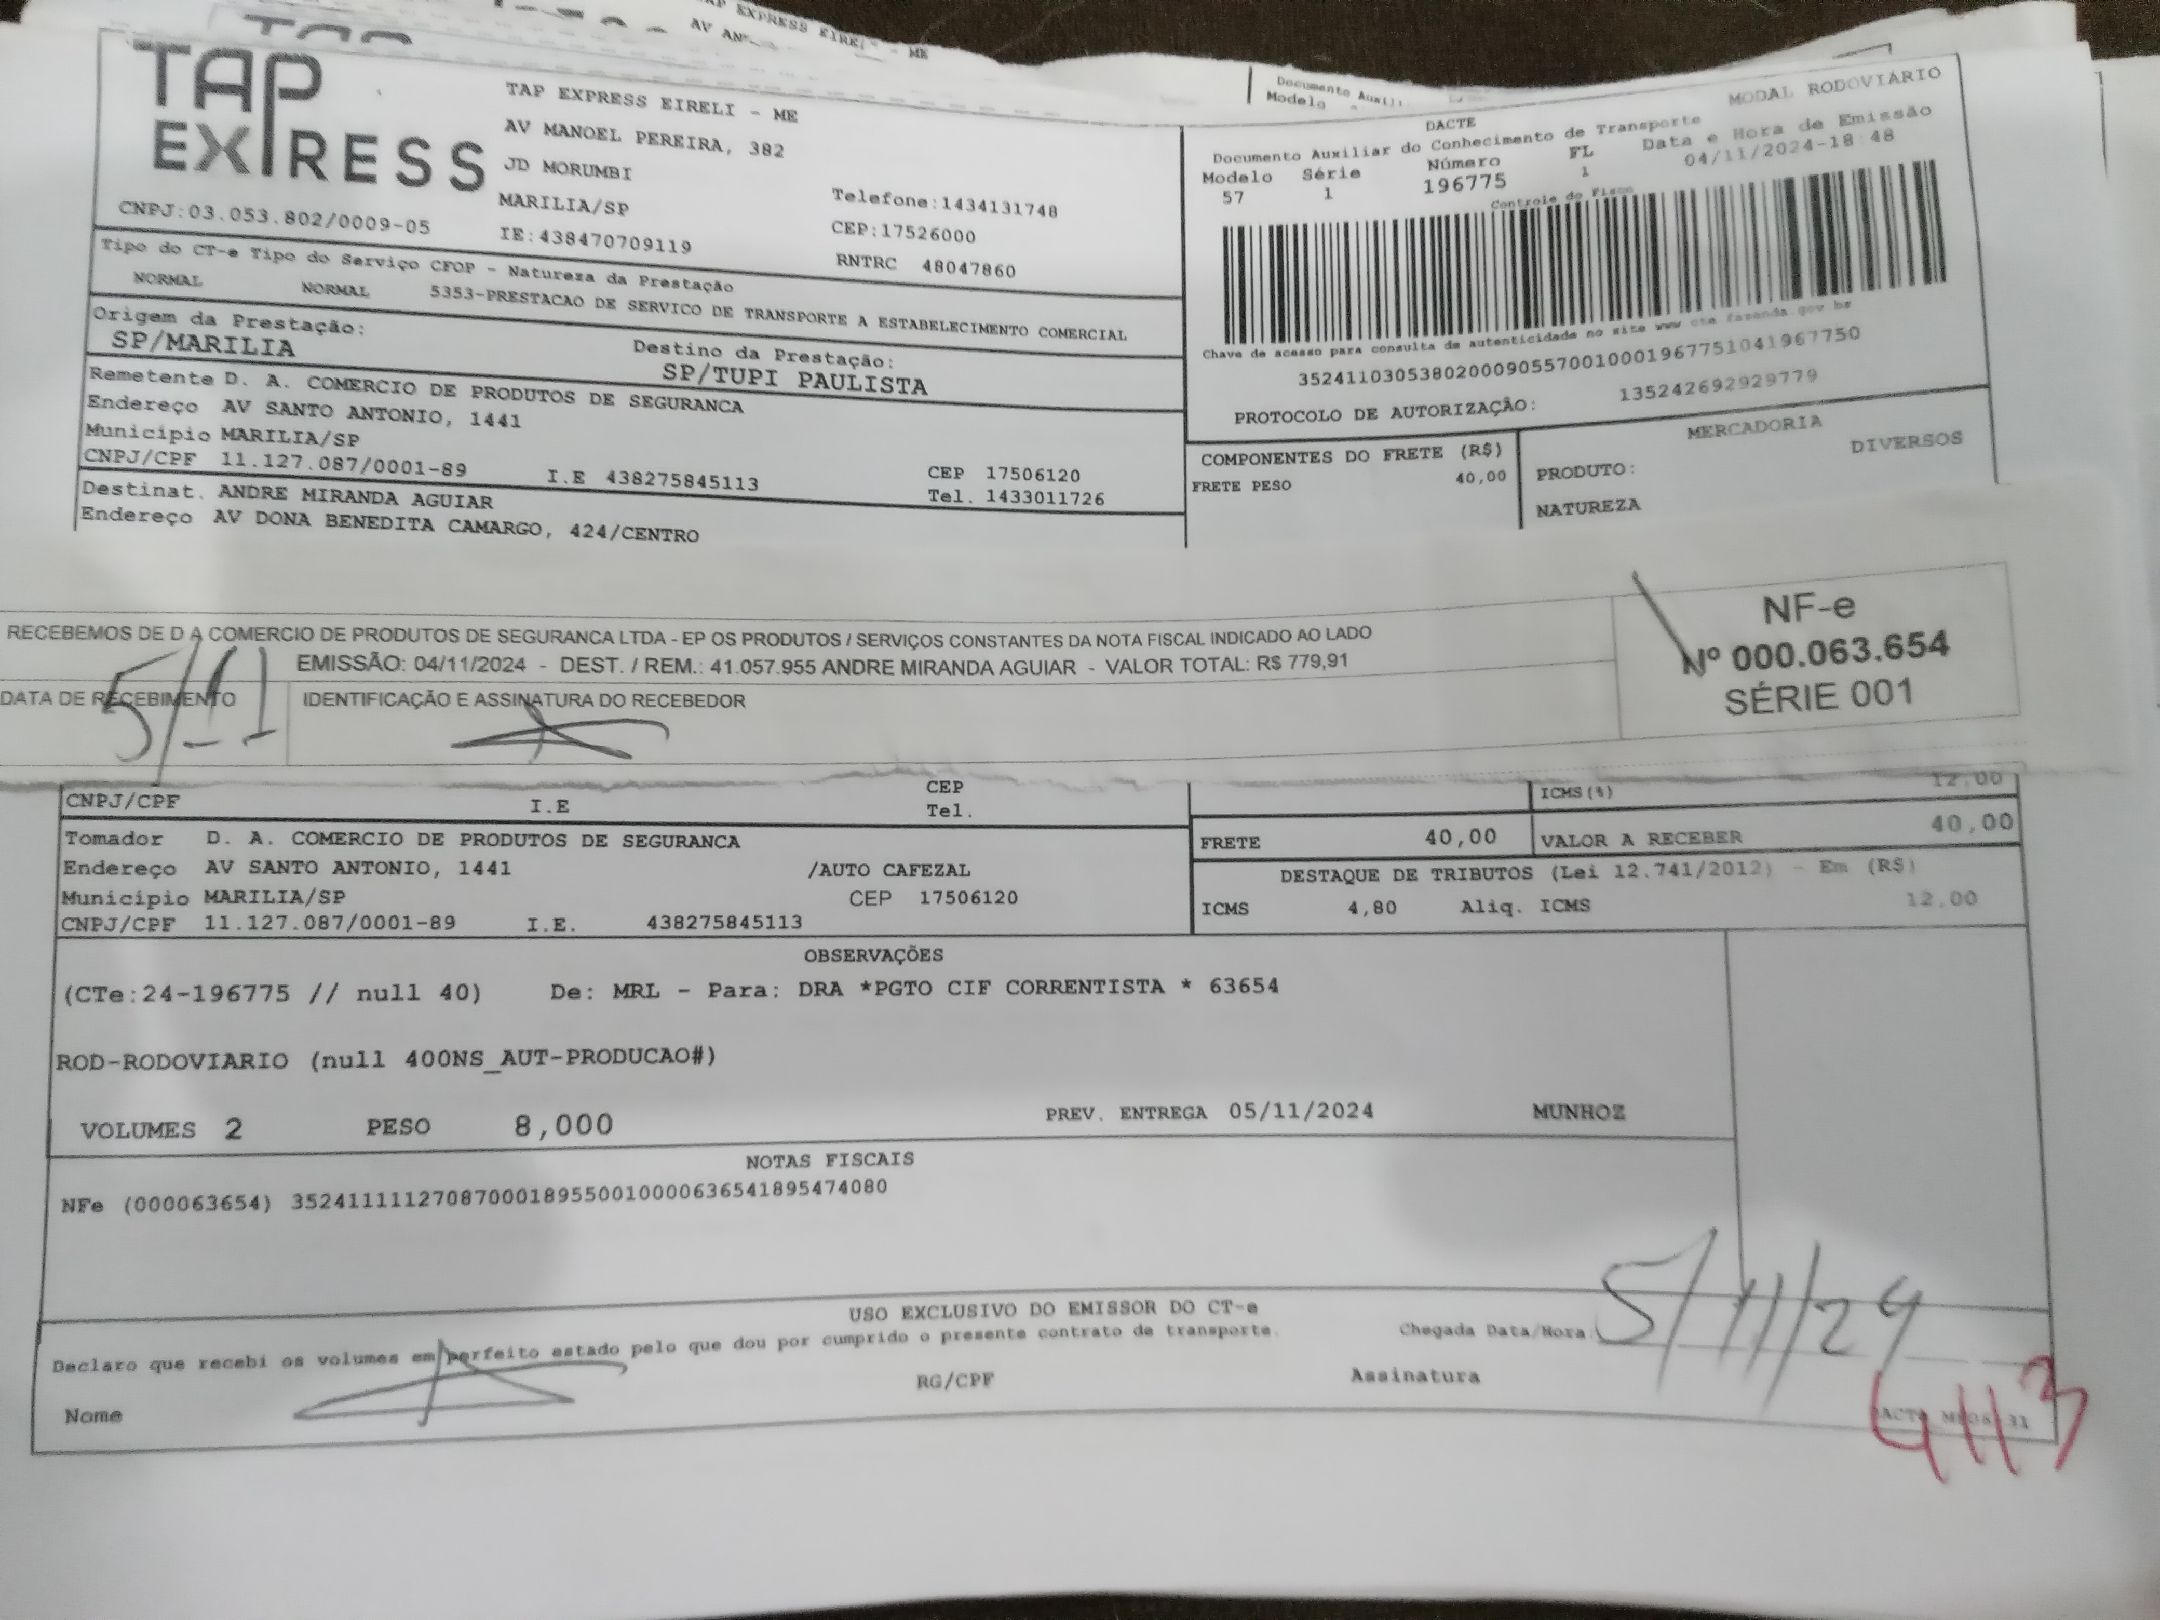 TAP EXPRESS EIRELI - ME
AV AN
Documento Auxil
Modelo
TAP EXPRESS
TAP EXPRESS EIRELI - ME
AV MANOEL PEREIRA, 382
JD MORUMBI
MARILIA/SP
Telefone:1434131748
CNPJ:03.053.802/0009-05
IE:438470709119
CEP:17526000
RNTRC 48047860
MODAL RODOVIÁRIO
DACTE
Documento Auxiliar do Conhecimento de Transporte
Modelo Série Número FL Data e Hora de Emissão
57 1 196775 1 04/11/2024-18:48
Controle do Fisco
Chave de acesso para consulta de autenticidade no site www.cte.fazenda.gov.br
35241103053802000905570010001967751041967750
PROTOCOLO DE AUTORIZAÇÃO: 135242692929779
Tipo do CT-e Tipo do Serviço CFOP - Natureza da Prestação
NORMAL NORMAL 5353-PRESTACAO DE SERVICO DE TRANSPORTE A ESTABELECIMENTO COMERCIAL
Origem da Prestação:
SP/MARILIA
Destino da Prestação:
SP/TUPI PAULISTA
Remetente D. A. COMERCIO DE PRODUTOS DE SEGURANCA
Endereço AV SANTO ANTONIO, 1441
Município MARILIA/SP
CNPJ/CPF 11.127.087/0001-89 I.E 438275845113
CEP 17506120
Tel. 1433011726
Destinat. ANDRE MIRANDA AGUIAR
Endereço AV DONA BENEDITA CAMARGO, 424/CENTRO
COMPONENTES DO FRETE (R$)
FRETE PESO 40,00
MERCADORIA
PRODUTO: DIVERSOS
NATUREZA
RECEBEMOS DE D A COMERCIO DE PRODUTOS DE SEGURANCA LTDA - EP OS PRODUTOS / SERVIÇOS CONSTANTES DA NOTA FISCAL INDICADO AO LADO
EMISSÃO: 04/11/2024 - DEST. / REM.: 41.057.955 ANDRE MIRANDA AGUIAR - VALOR TOTAL: R$ 779,91
DATA DE RECEBIMENTO
5/11
IDENTIFICAÇÃO E ASSINATURA DO RECEBEDOR
NF-e
Nº 000.063.654
SÉRIE 001
CNPJ/CPF I.E CEP
Tel.
ICMS(%) 12,00
FRETE 40,00 VALOR A RECEBER 40,00
Tomador D. A. COMERCIO DE PRODUTOS DE SEGURANCA
Endereço AV SANTO ANTONIO, 1441 /AUTO CAFEZAL
Município MARILIA/SP CEP 17506120
CNPJ/CPF 11.127.087/0001-89 I.E. 438275845113
DESTAQUE DE TRIBUTOS (Lei 12.741/2012) - Em (R$)
ICMS 4,80 Aliq. ICMS 12,00
OBSERVAÇÕES
(CTe:24-196775 // null 40) De: MRL - Para: DRA *PGTO CIF CORRENTISTA * 63654
ROD-RODOVIARIO (null 400NS_AUT-PRODUCAO#)
VOLUMES 2 PESO 8,000 PREV. ENTREGA 05/11/2024 MUNHOZ
NOTAS FISCAIS
NFe (000063654) 35241111127087000189550010000636541895474080
USO EXCLUSIVO DO EMISSOR DO CT-e
Declaro que recebi os volumes em perfeito estado pelo que dou por cumprido o presente contrato de transporte.
Chegada Data/Hora: 5/11/24
Nome RG/CPF Assinatura
4113